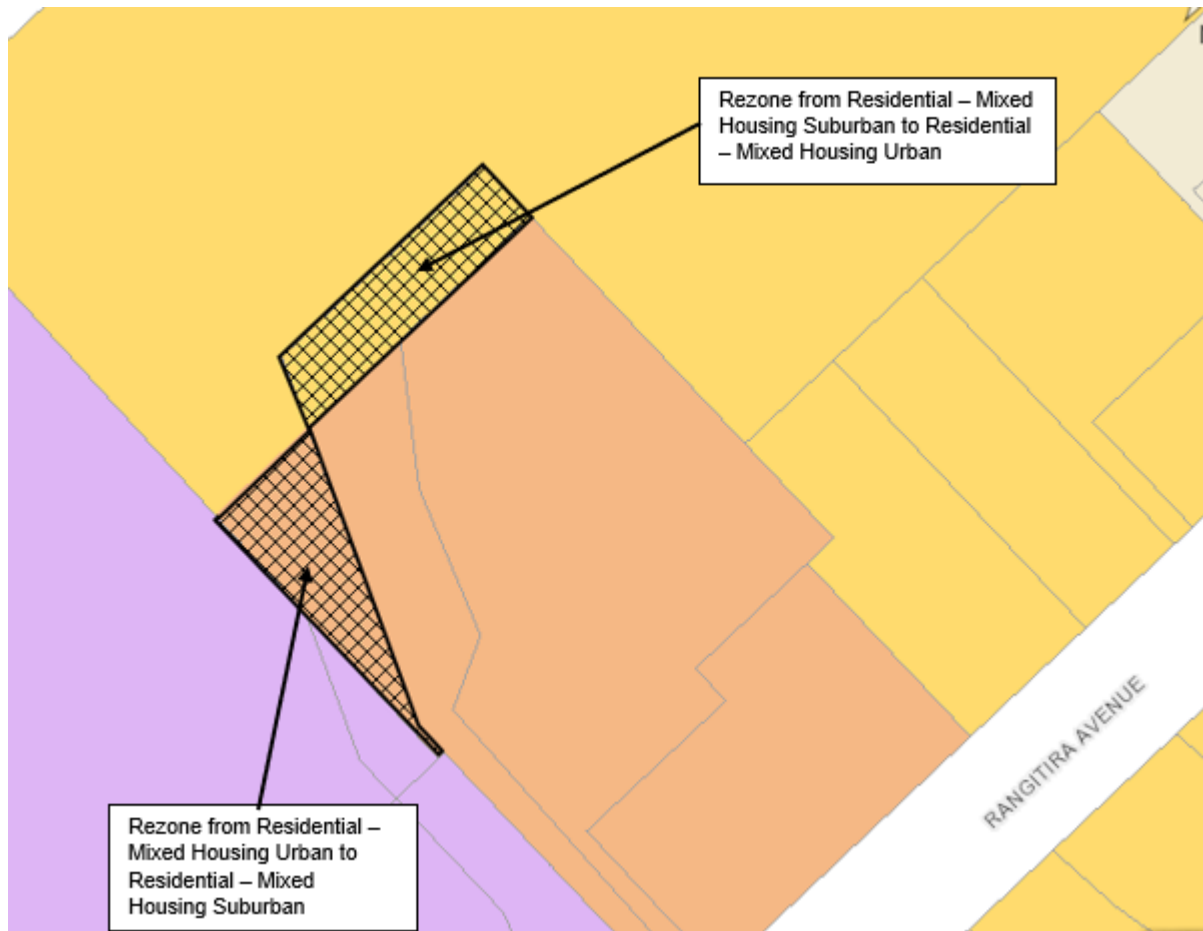 Rezone from Residential – Mixed
Housing Suburban to Residential
– Mixed Housing Urban
RANGITIRA AVENUE
Rezone from Residential –
Mixed Housing Urban to
Residential – Mixed
Housing Suburban